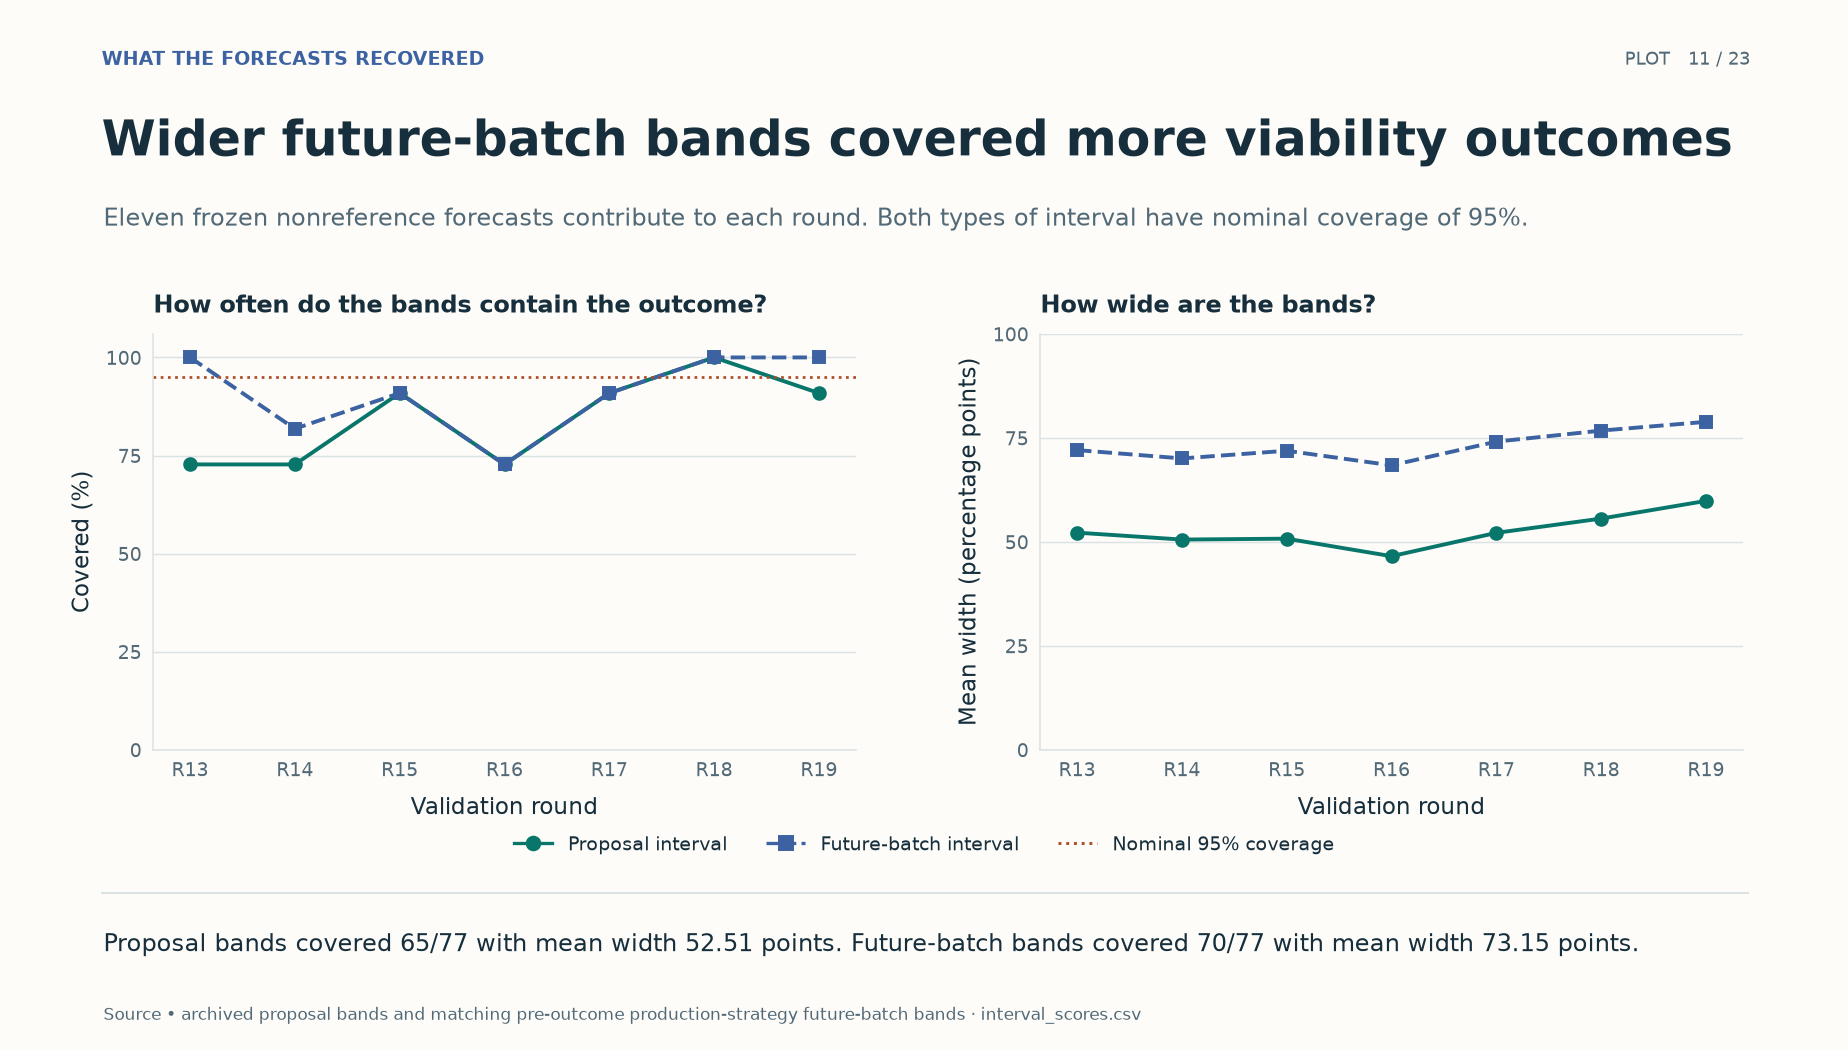 WHAT THE FORECASTS RECOVERED
PLOT 11 / 23
Wider future-batch bands covered more viability outcomes
Eleven frozen nonreference forecasts contribute to each round. Both types of interval have nominal coverage of 95%.
How often do the bands contain the outcome?
Covered (%)
100
75
50
25
0
R13 R14 R15 R16 R17 R18 R19
Validation round
How wide are the bands?
Mean width (percentage points)
100
75
50
25
0
R13 R14 R15 R16 R17 R18 R19
Validation round
Proposal interval
Future-batch interval
Nominal 95% coverage
Proposal bands covered 65/77 with mean width 52.51 points. Future-batch bands covered 70/77 with mean width 73.15 points.
Source • archived proposal bands and matching pre-outcome production-strategy future-batch bands · interval_scores.csv